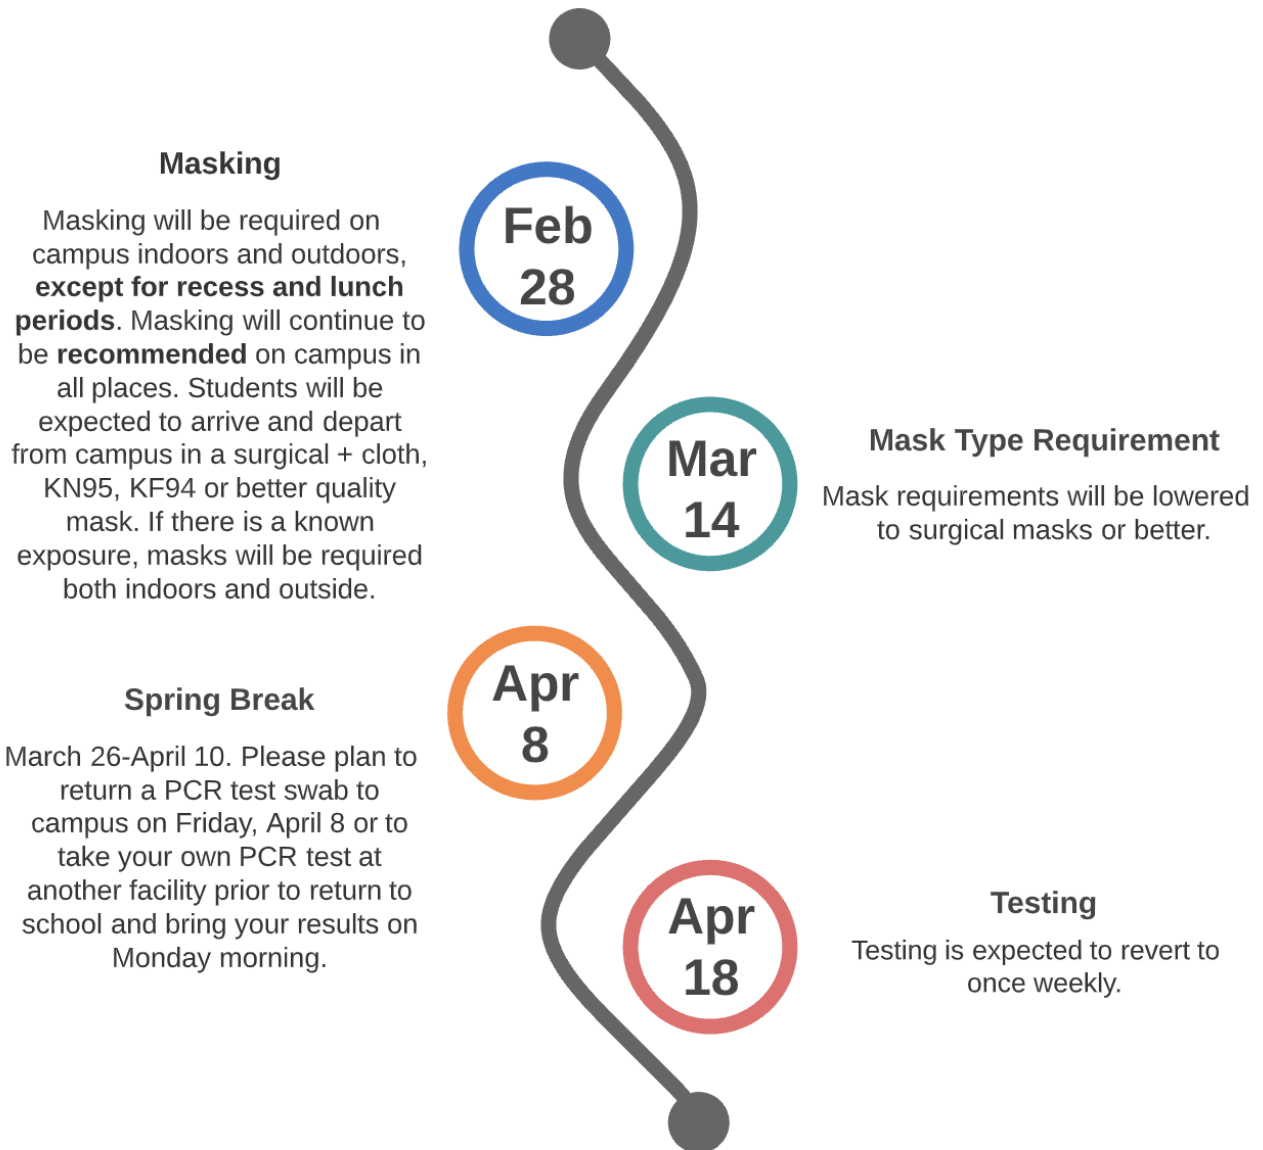 Masking
Masking will be required on
campus indoors and outdoors,
except for recess and lunch
periods. Masking will continue to
be recommended on campus in
all places. Students will be
expected to arrive and depart
from campus in a surgical + cloth,
KN95, KF94 or better quality
mask. If there is a known
exposure, masks will be required
both indoors and outside.
Feb
28
Mar
14
Mask Type Requirement
Mask requirements will be lowered
to surgical masks or better.
Spring Break
March 26-April 10. Please plan to
return a PCR test swab to
campus on Friday, April 8 or to
take your own PCR test at
another facility prior to return to
school and bring your results on
Monday morning.
Apr
8
Apr
18
Testing
Testing is expected to revert to
once weekly.